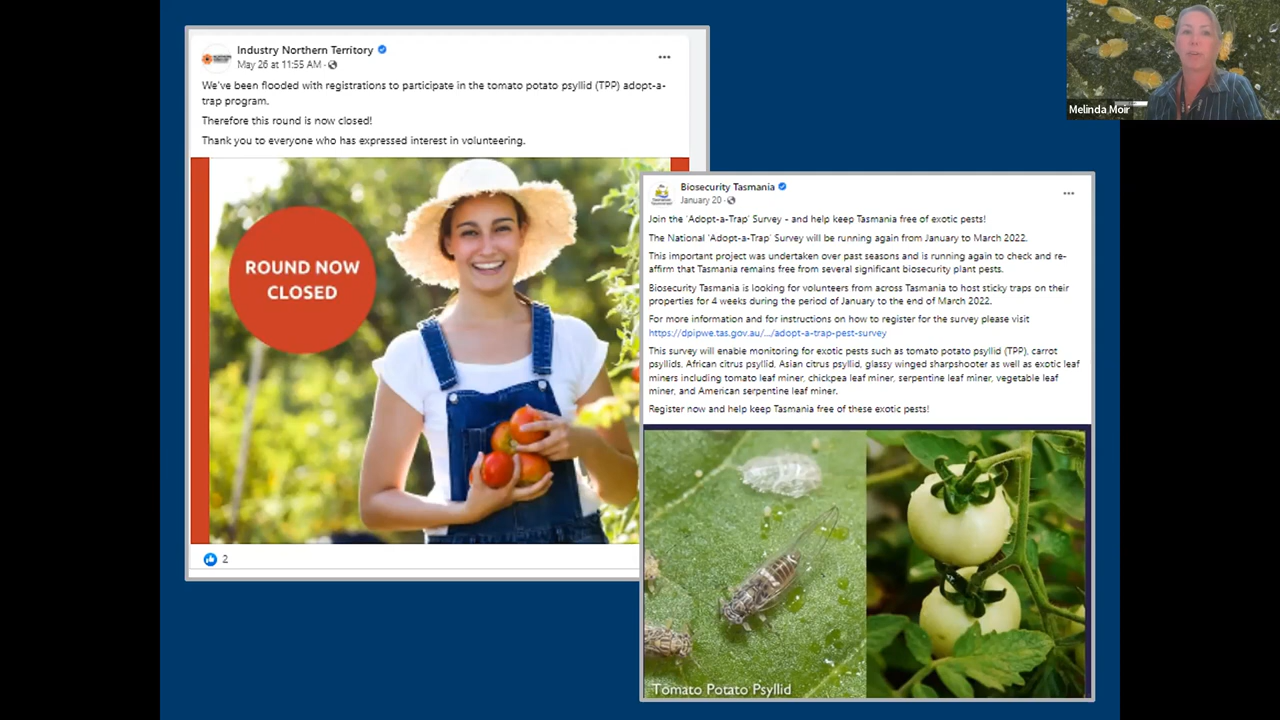 Industry Northern Territory
May 26 at 11:55 AM ·
We've been flooded with registrations to participate in the tomato potato psyllid (TPP) adopt-a-
trap program.
Therefore this round is now closed!
Thank you to everyone who has expressed interest in volunteering.
ROUND NOW
CLOSED
2
Biosecurity Tasmania
January 20 ·
Join the 'Adopt-a-Trap' Survey - and help keep Tasmania free of exotic pests!
The National 'Adopt-a-Trap' Survey will be running again from January to March 2022.
This important project was undertaken over past seasons and is running again to check and re-
affirm that Tasmania remains free from several significant biosecurity plant pests.
Biosecurity Tasmania is looking for volunteers from across Tasmania to host sticky traps on their
properties for 4 weeks during the period of January to the end of March 2022.
For more information and for instructions on how to register for the survey please visit
https://dpipwe.tas.gov.au/.../adopt-a-trap-pest-survey
This survey will enable monitoring for exotic pests such as tomato potato psyllid (TPP), carrot
psyllids, African citrus psyllid, Asian citrus psyllid, glassy winged sharpshooter as well as exotic leaf
miners including tomato leaf miner, chickpea leaf miner, serpentine leaf miner, vegetable leaf
miner, and American serpentine leaf miner.
Register now and help keep Tasmania free of these exotic pests!
Tomato Potato Psyllid
Melinda Moir